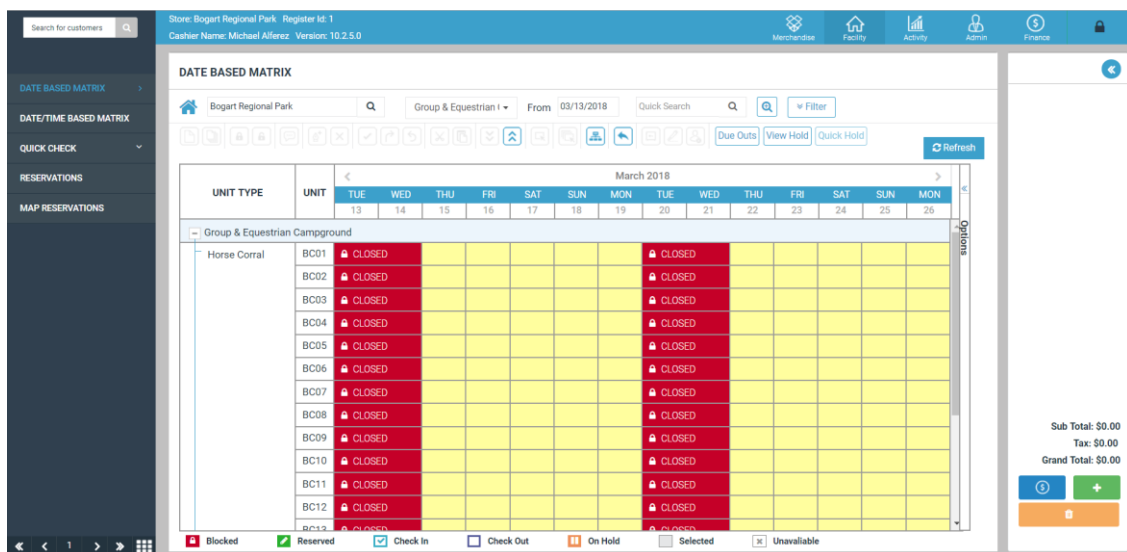 Search for customers
Store: Bogart Regional Park Register Id: 1
Cashier Name: Michael Alferez Version: 10.2.5.0
Merchandise
Facility
Activity
Admin
Finance
DATE BASED MATRIX
DATE/TIME BASED MATRIX
QUICK CHECK
RESERVATIONS
MAP RESERVATIONS
DATE BASED MATRIX
Bogart Regional Park
Group & Equestrian
From 03/13/2018
Quick Search
Filter
Due Outs View Hold Quick Hold
Refresh
March 2018
UNIT TYPE UNIT TUE WED THU FRI SAT SUN MON TUE WED THU FRI SAT SUN MON
13 14 15 16 17 18 19 20 21 22 23 24 25 26
Options
Group & Equestrian Campground
Horse Corral BC01 CLOSED CLOSED
BC02 CLOSED CLOSED
BC03 CLOSED CLOSED
BC04 CLOSED CLOSED
BC05 CLOSED CLOSED
BC06 CLOSED CLOSED
BC07 CLOSED CLOSED
BC08 CLOSED CLOSED
BC09 CLOSED CLOSED
BC10 CLOSED CLOSED
BC11 CLOSED CLOSED
BC12 CLOSED CLOSED
BC13 CLOSED CLOSED
Blocked Reserved Check In Check Out On Hold Selected Unavailable
Sub Total: $0.00
Tax: $0.00
Grand Total: $0.00
1